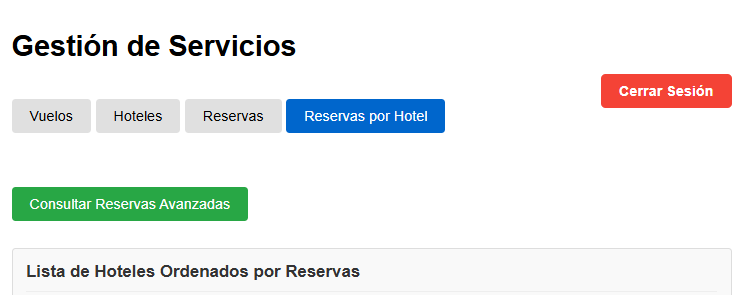 Gestión de Servicios
Cerrar Sesión
Vuelos Hoteles Reservas Reservas por Hotel
Consultar Reservas Avanzadas
Lista de Hoteles Ordenados por Reservas